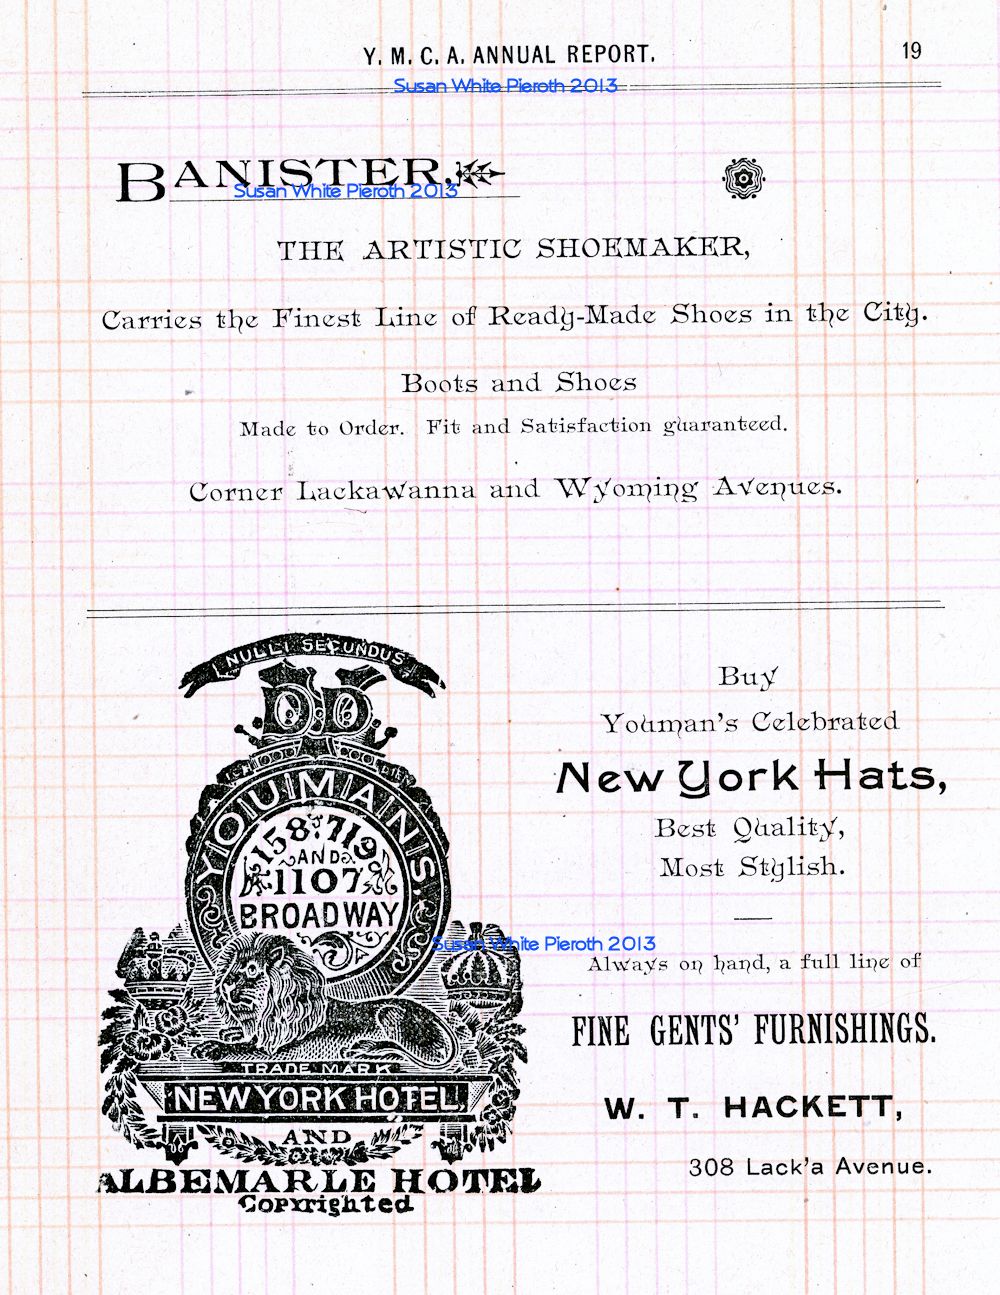 Y. M. C. A. ANNUAL REPORT. 19
Susan White Pieroth 2013
BANISTER,
Susan White Pieroth 2013
THE ARTISTIC SHOEMAKER,
Carries the Finest Line of Ready-Made Shoes in the City.
Boots and Shoes
Made to Order. Fit and Satisfaction guaranteed.
Corner Lackawanna and Wyoming Avenues.
NULLI SECUNDUS
YOUMANS.
158, 719
AND
1107
BROADWAY
TRADE MARK
NEW YORK HOTEL,
AND
ALBEMARLE HOTEL
Copyrighted
Buy
Youman's Celebrated
New York Hats,
Best Quality,
Most Stylish.
Susan White Pieroth 2013
Always on hand, a full line of
FINE GENTS' FURNISHINGS.
W. T. HACKETT,
308 Lack'a Avenue.